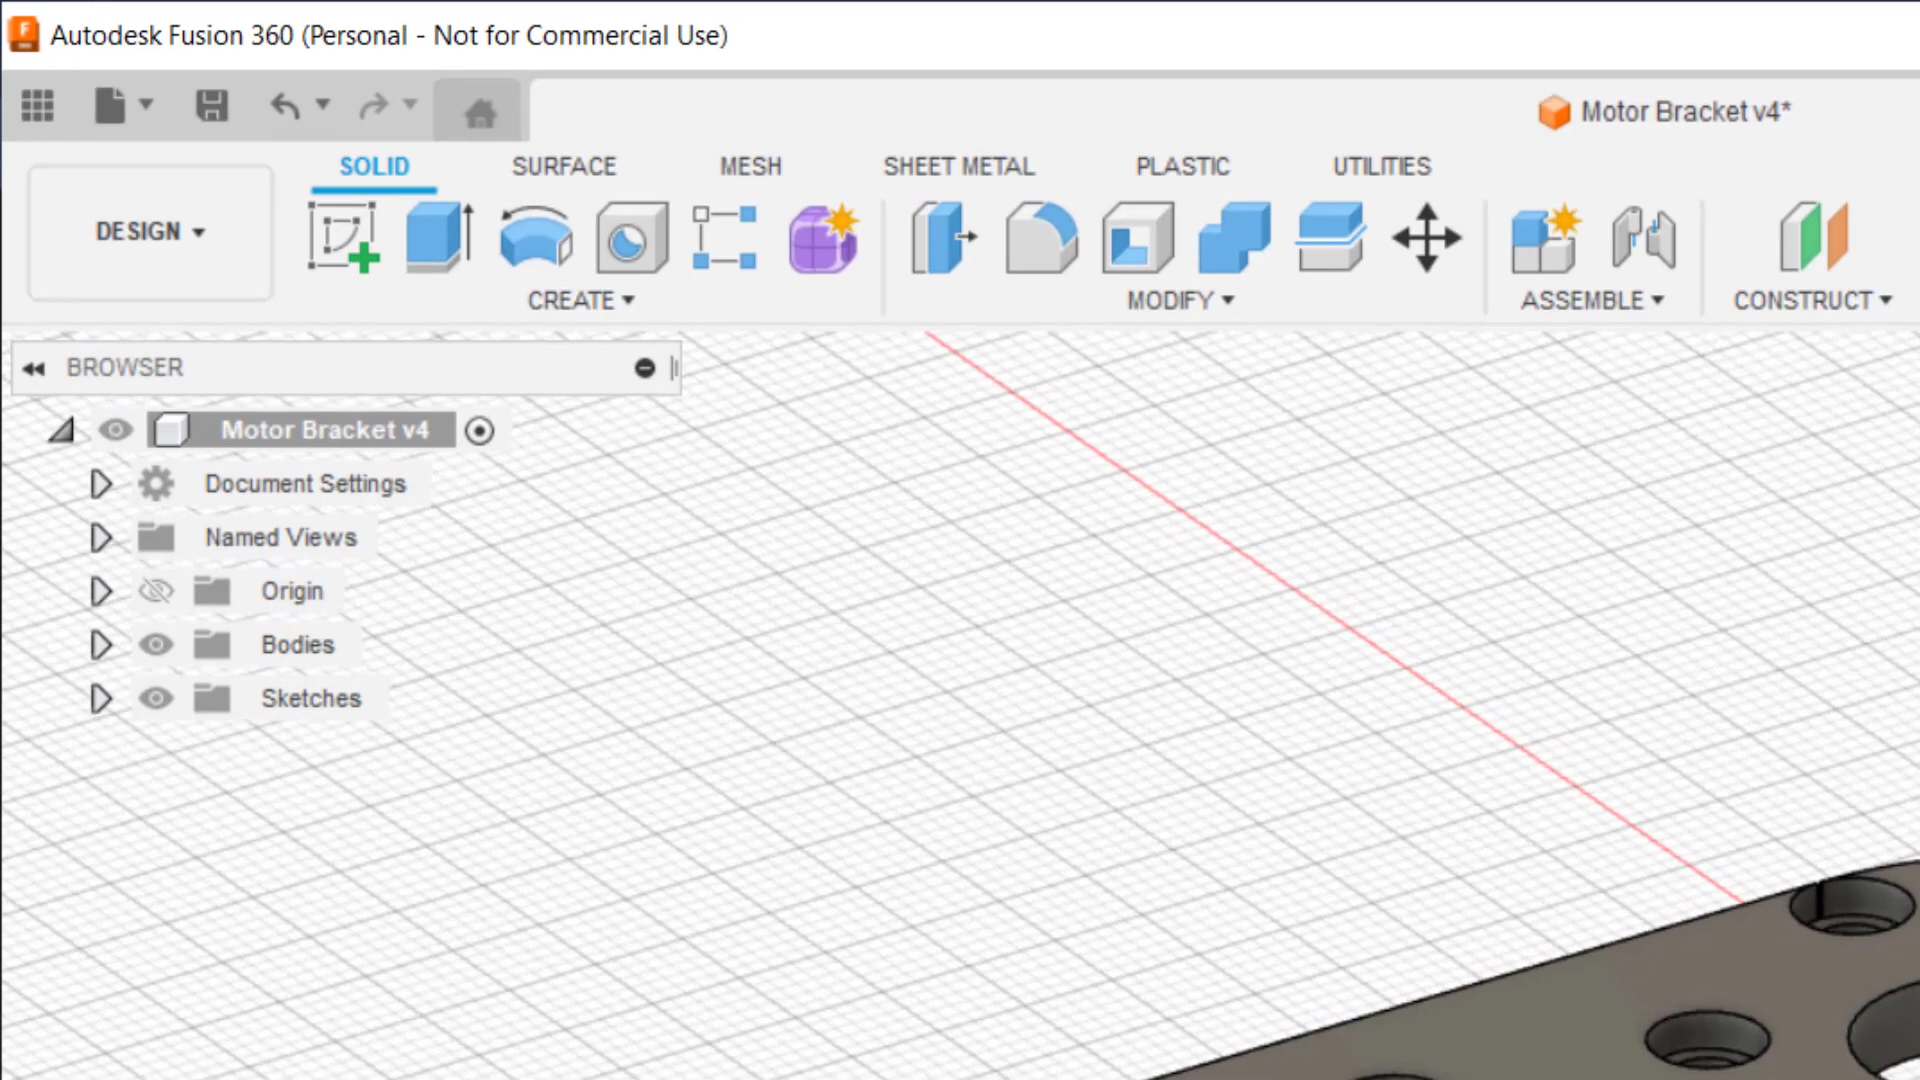 Autodesk Fusion 360 (Personal - Not for Commercial Use)
Motor Bracket v4*
SOLID SURFACE MESH SHEET METAL PLASTIC UTILITIES
DESIGN
CREATE MODIFY ASSEMBLE CONSTRUCT
BROWSER
Motor Bracket v4
Document Settings
Named Views
Origin
Bodies
Sketches